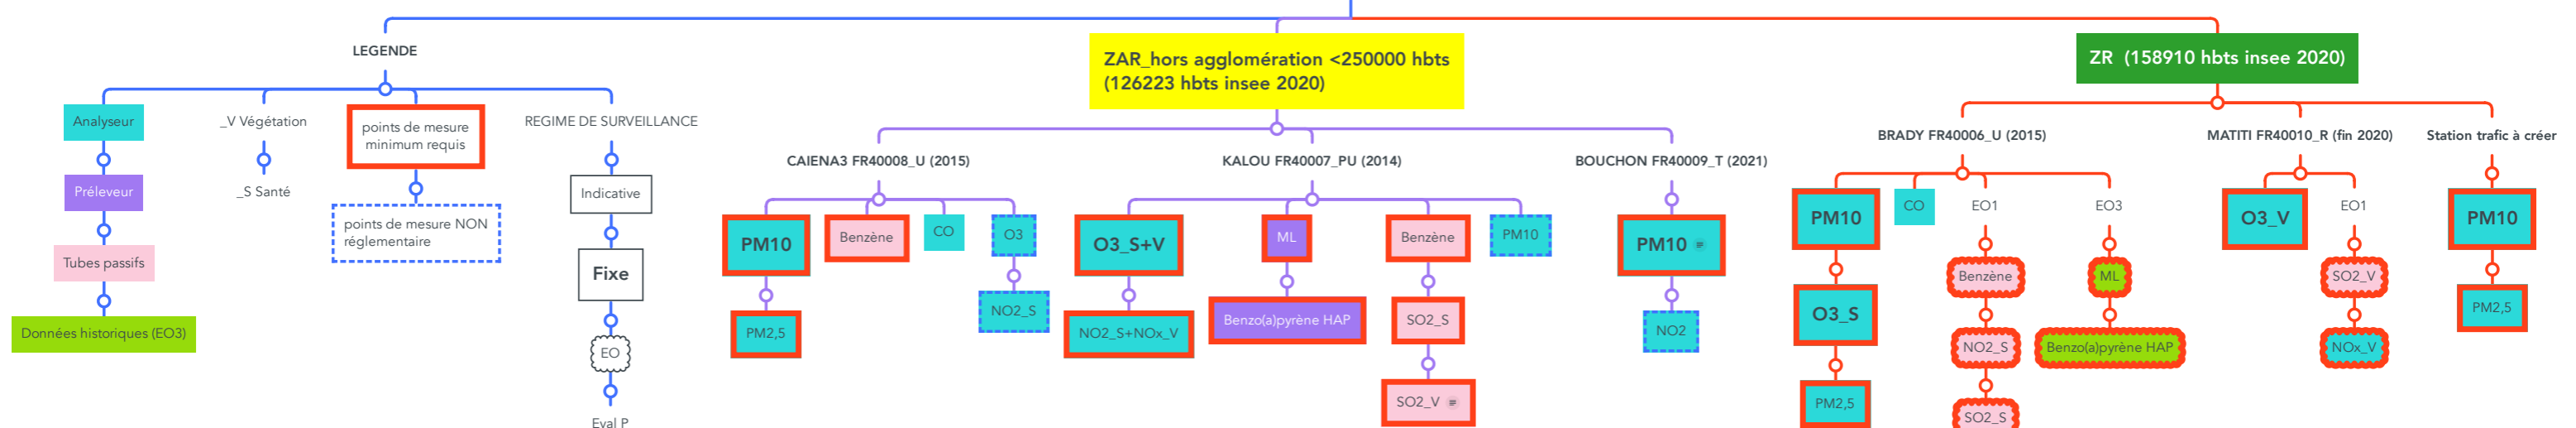 LEGENDE
Analyseur
Préleveur
Tubes passifs
Données historiques (EO3)
_V Végétation
_S Santé
points de mesure
minimum requis
points de mesure NON
réglementaire
REGIME DE SURVEILLANCE
Indicative
Fixe
EO
Eval P
ZAR_hors agglomération <250000 hbts
(126223 hbts insee 2020)
CAIENA3 FR40008_U (2015)
PM10
PM2,5
Benzène
CO
O3
NO2_S
KALOU FR40007_PU (2014)
O3_S+V
NO2_S+NOx_V
ML
Benzo(a)pyrène HAP
Benzène
SO2_S
SO2_V
PM10
BOUCHON FR40009_T (2021)
PM10
NO2
ZR (158910 hbts insee 2020)
BRADY FR40006_U (2015)
PM10
O3_S
PM2,5
CO
EO1
Benzène
NO2_S
SO2_S
EO3
ML
Benzo(a)pyrène HAP
MATITI FR40010_R (fin 2020)
O3_V
EO1
SO2_V
NOx_V
Station trafic à créer
PM10
PM2,5